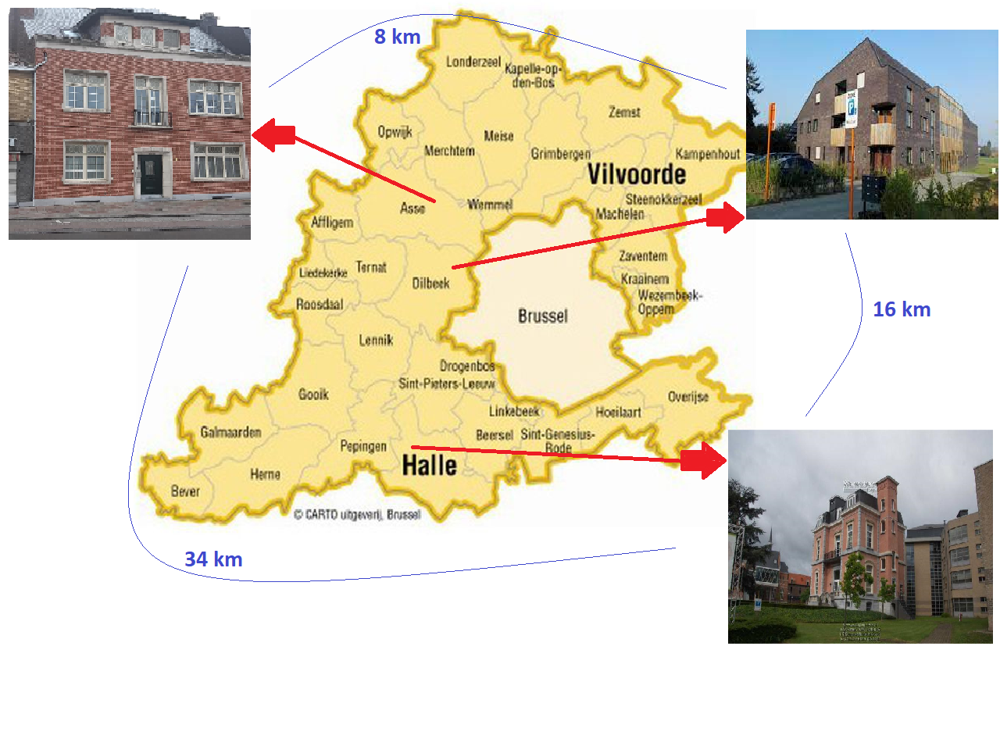 8 km
Londerzeel
Kapelle-op-
den-Bos
Zemst
Opwijk
Meise
Merchtem
Grimbergen
Kampenhout
Vilvoorde
Steenokkerzeel
Asse
Wemmel
Machelen
Affligem
Zaventem
Liedekerke
Ternat
Dilbeek
Kraainem
Wezembeek-
Oppem
Roosdaal
Brussel
16 km
Lennik
Drogenbos
Sint-Pieters-Leeuw
Gooik
Overijse
Linkebeek
Hoeilaart
Galmaarden
Beersel
Sint-Genesius-
Rode
Pepingen
Halle
Herne
Bever
© CARTO uitgeverij, Brussel
34 km
P